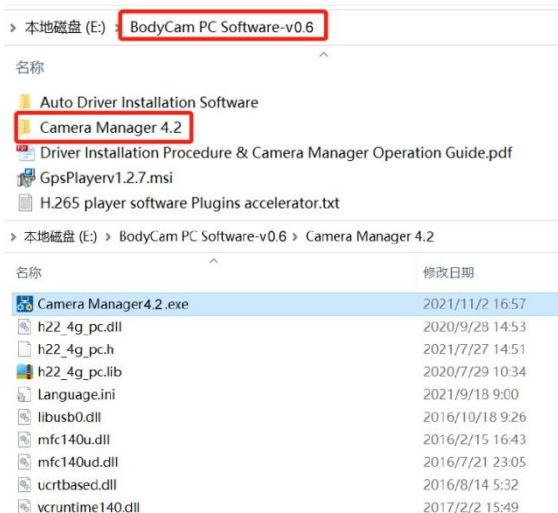 > 本地磁盘 (E:) > BodyCam PC Software-v0.6
名称
Auto Driver Installation Software
Camera Manager 4.2
Driver Installation Procedure & Camera Manager Operation Guide.pdf
GpsPlayerv1.2.7.msi
H.265 player software Plugins accelerator.txt
> 本地磁盘 (E:) > BodyCam PC Software-v0.6 > Camera Manager 4.2
名称 修改日期
Camera Manager4.2.exe 2021/11/2 16:57
h22_4g_pc.dll 2020/9/28 14:53
h22_4g_pc.h 2021/7/27 14:51
h22_4g_pc.lib 2020/7/29 10:34
Language.ini 2021/9/18 9:00
libusb0.dll 2016/10/18 9:26
mfc140u.dll 2016/2/15 16:43
mfc140ud.dll 2016/7/21 23:05
ucrtbased.dll 2016/8/14 5:32
vcruntime140.dll 2017/2/2 15:49